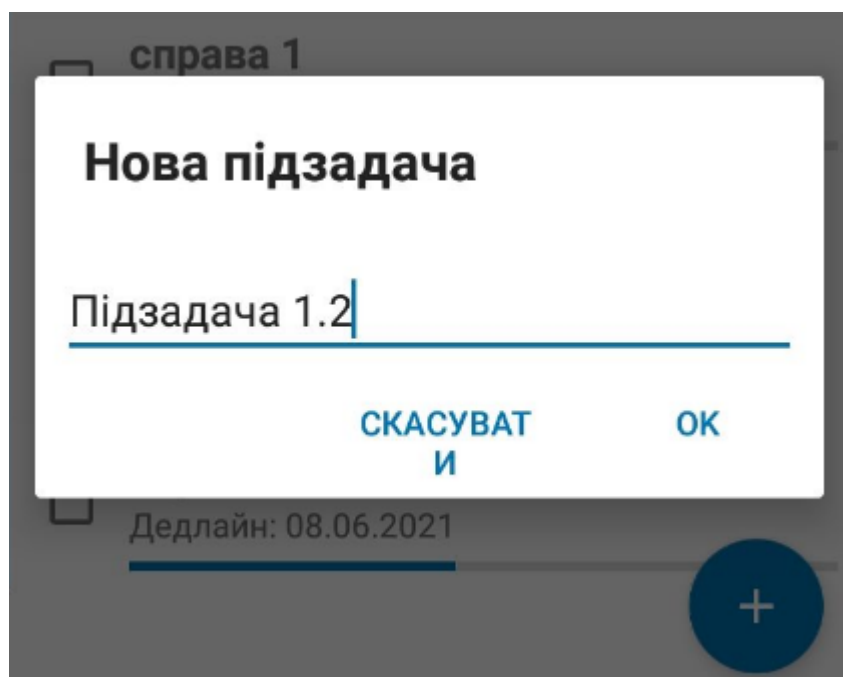 справа 1
Нова підзадача
Підзадача 1.2
СКАСУВАТ
И
ОК
Дедлайн: 08.06.2021
+